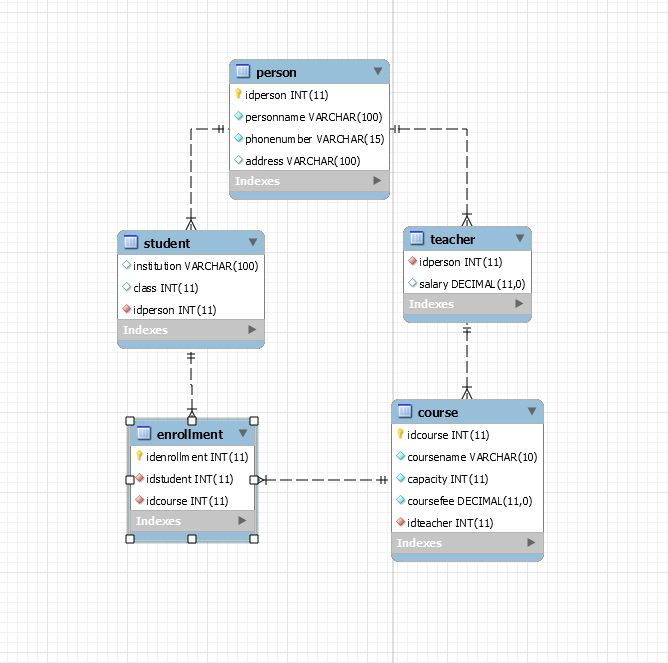 person
idperson INT(11)
personname VARCHAR(100)
phonenumber VARCHAR(15)
address VARCHAR(100)
Indexes
student
institution VARCHAR(100)
class INT(11)
idperson INT(11)
Indexes
teacher
idperson INT(11)
salary DECIMAL(11,0)
Indexes
enrollment
idenrollment INT(11)
idstudent INT(11)
idcourse INT(11)
Indexes
course
idcourse INT(11)
coursename VARCHAR(10)
capacity INT(11)
coursefee DECIMAL(11,0)
idteacher INT(11)
Indexes